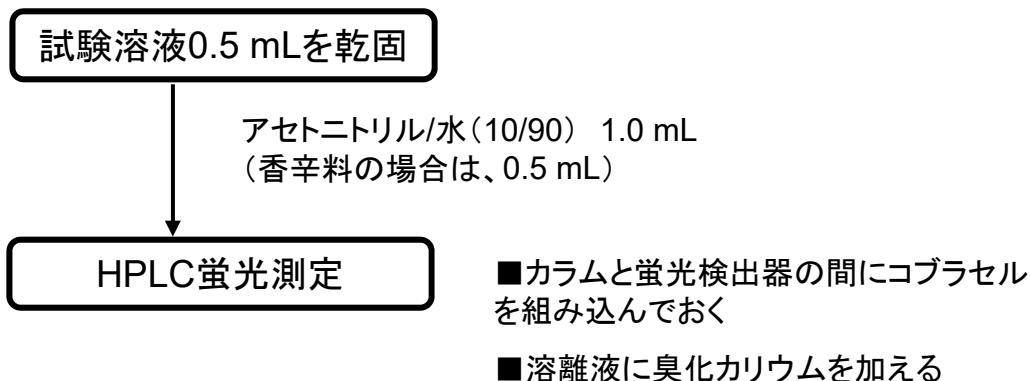 試験溶液0.5 mLを乾固
アセトニトリル/水（10/90） 1.0 mL
（香辛料の場合は、0.5 mL）
HPLC蛍光測定
■カラムと蛍光検出器の間にコブラセル
を組み込んでおく
■溶離液に臭化カリウムを加える